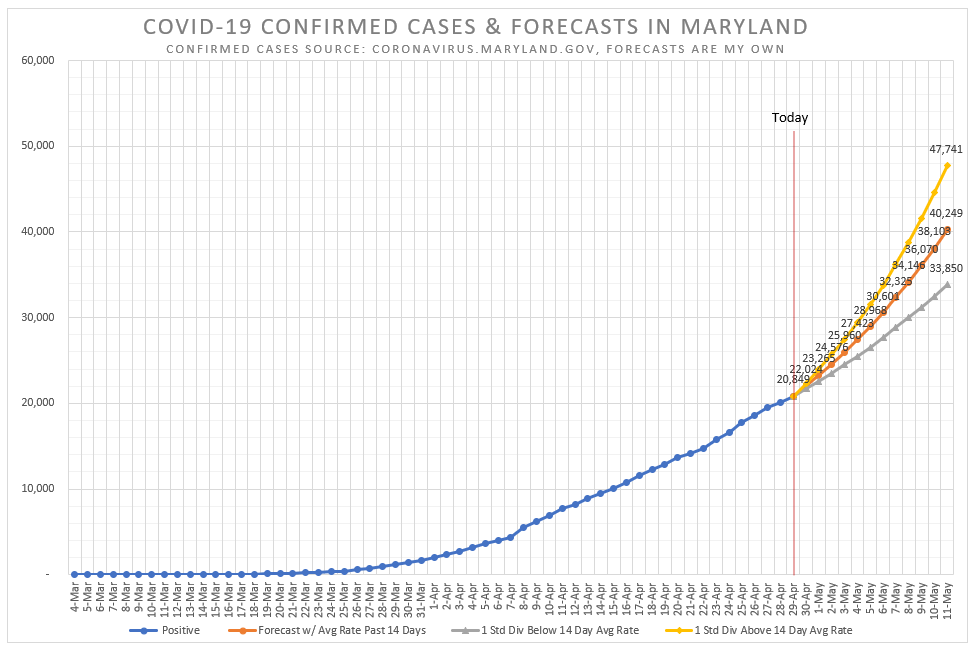 COVID-19 CONFIRMED CASES & FORECASTS IN MARYLAND
CONFIRMED CASES SOURCE: CORONAVIRUS.MARYLAND.GOV, FORECASTS ARE MY OWN
60,000
50,000
40,000
30,000
20,000
10,000
-
Today
47,741
40,249
38,103
36,070
34,146
33,850
32,325
30,601
28,968
27,423
25,960
24,576
23,265
22,024
20,849
4-Mar 5-Mar 6-Mar 7-Mar 8-Mar 9-Mar 10-Mar 11-Mar 12-Mar 13-Mar 14-Mar 15-Mar 16-Mar 17-Mar 18-Mar 19-Mar 20-Mar 21-Mar 22-Mar 23-Mar 24-Mar 25-Mar 26-Mar 27-Mar 28-Mar 29-Mar 30-Mar 31-Mar 1-Apr 2-Apr 3-Apr 4-Apr 5-Apr 6-Apr 7-Apr 8-Apr 9-Apr 10-Apr 11-Apr 12-Apr 13-Apr 14-Apr 15-Apr 16-Apr 17-Apr 18-Apr 19-Apr 20-Apr 21-Apr 22-Apr 23-Apr 24-Apr 25-Apr 26-Apr 27-Apr 28-Apr 29-Apr 30-Apr 1-May 2-May 3-May 4-May 5-May 6-May 7-May 8-May 9-May 10-May 11-May
Positive
Forecast w/ Avg Rate Past 14 Days
1 Std Div Below 14 Day Avg Rate
1 Std Div Above 14 Day Avg Rate